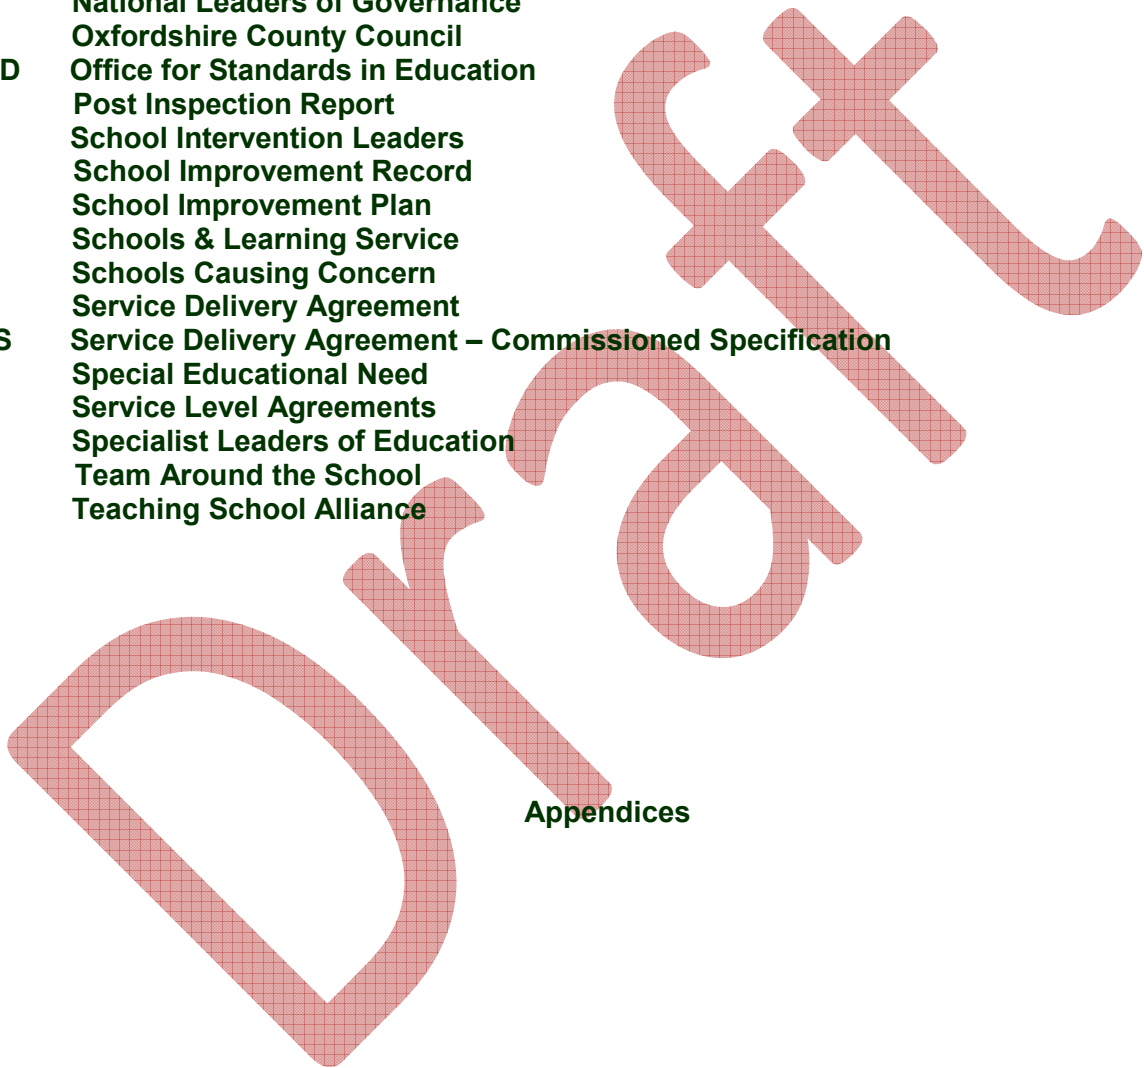 National Leaders of Governance
Oxfordshire County Council
D Office for Standards in Education
Post Inspection Report
School Intervention Leaders
School Improvement Record
School Improvement Plan
Schools & Learning Service
Schools Causing Concern
Service Delivery Agreement
S Service Delivery Agreement – Commissioned Specification
Special Educational Need
Service Level Agreements
Specialist Leaders of Education
Team Around the School
Teaching School Alliance
Appendices
Draft